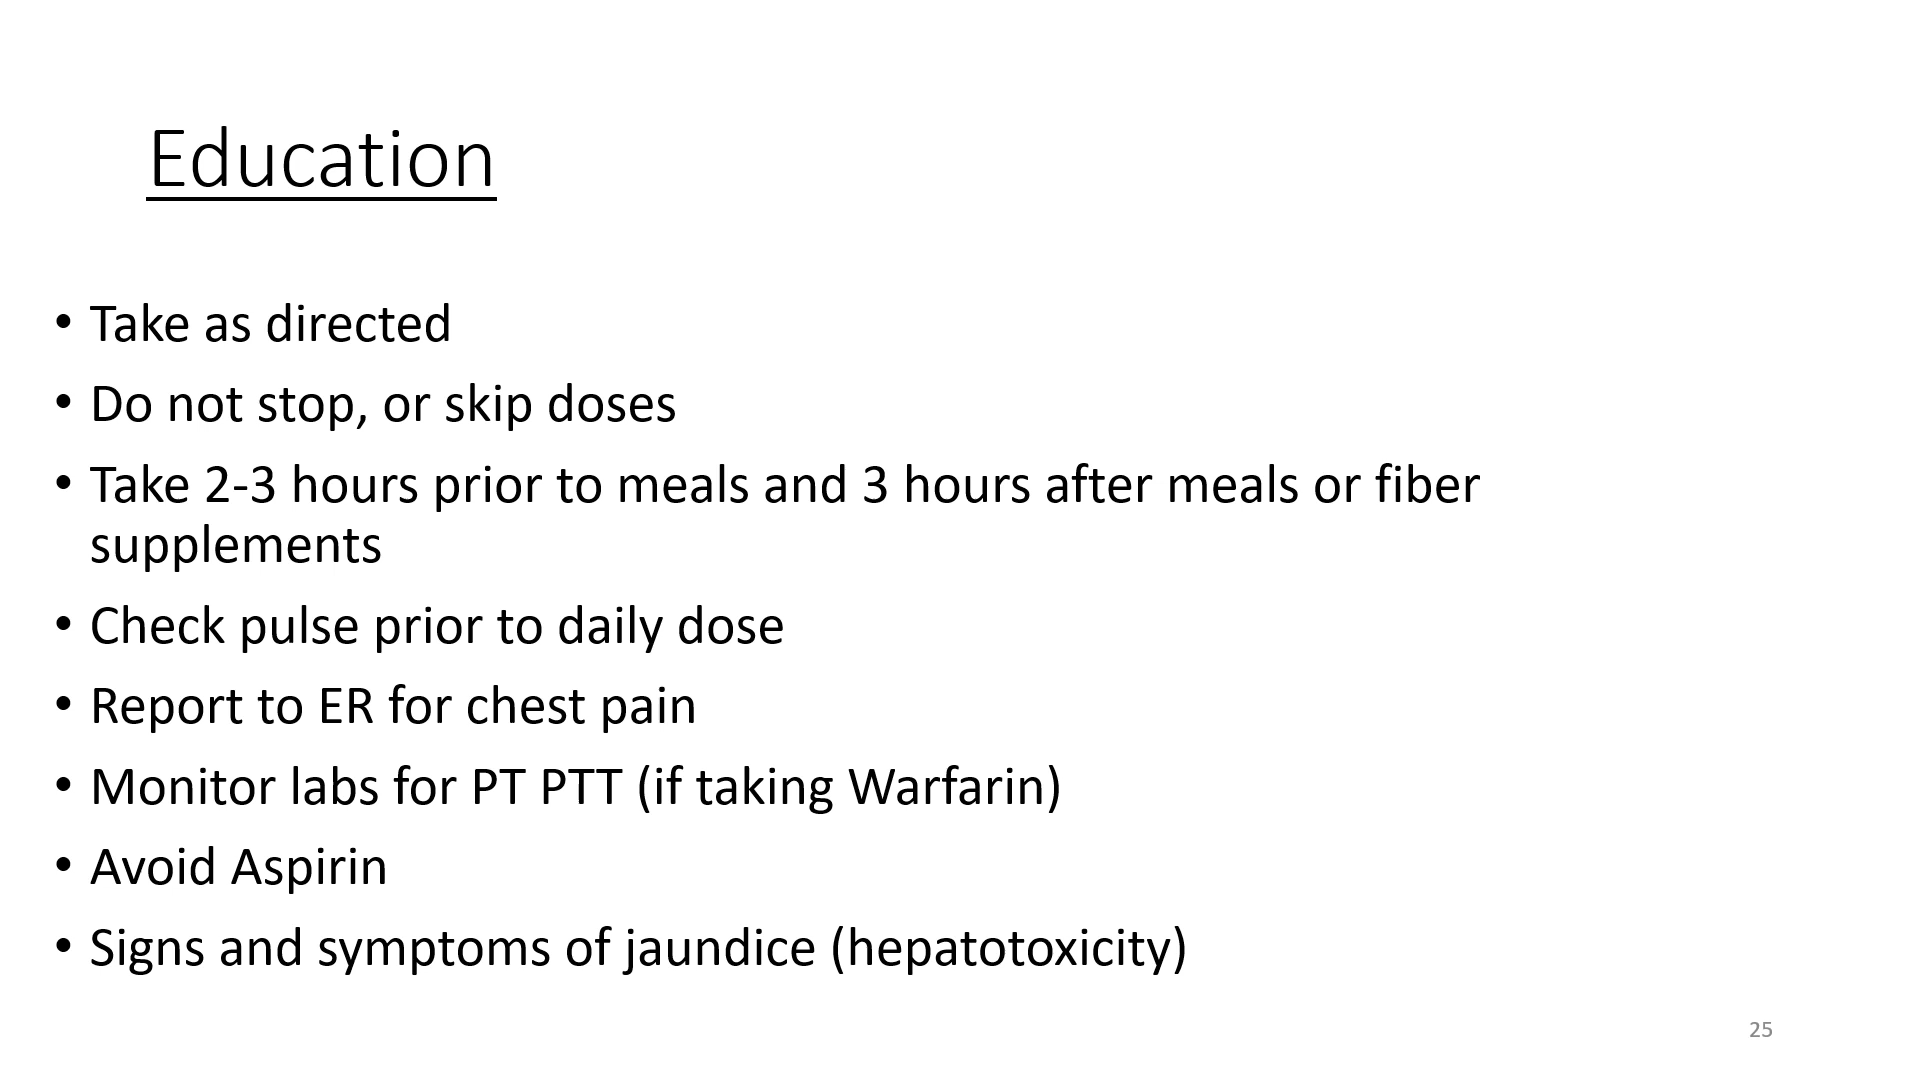 Education
• Take as directed
• Do not stop, or skip doses
• Take 2-3 hours prior to meals and 3 hours after meals or fiber
supplements
• Check pulse prior to daily dose
• Report to ER for chest pain
• Monitor labs for PT PTT (if taking Warfarin)
• Avoid Aspirin
• Signs and symptoms of jaundice (hepatotoxicity)
25